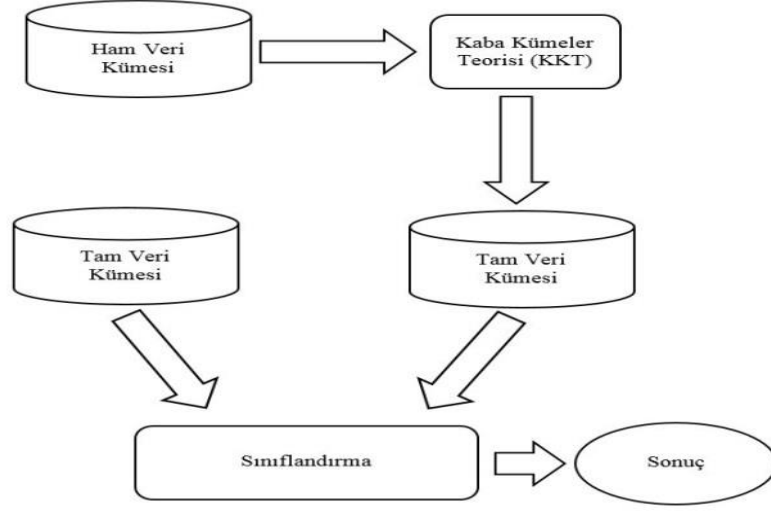 Ham Veri
Kümesi
Kaba Kümeler
Teorisi (KKT)
Tam Veri
Kümesi
Tam Veri
Kümesi
Sınıflandırma
Sonuç